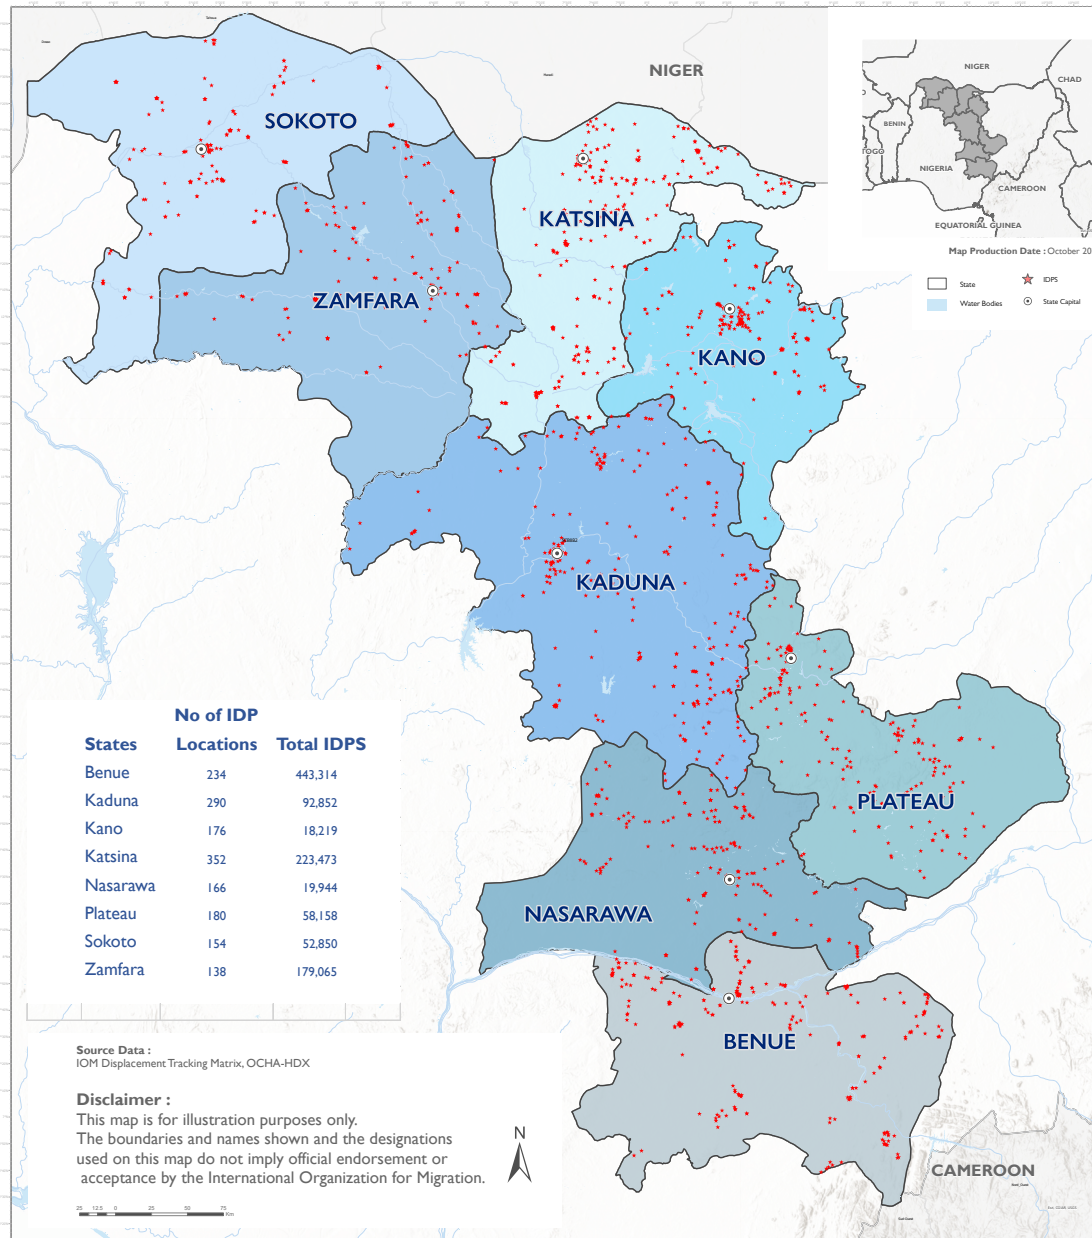 NIGER
SOKOTO
KATSINA
ZAMFARA
KANO
KADUNA
PLATEAU
NASARAWA
BENUE
CAMEROON
NIGER
CHAD
BENIN
TOGO
NIGERIA
CAMEROON
EQUATORIAL GUINEA
Map Production Date : October 20
State
IDPS
Water Bodies
State Capital
No of IDP
States Locations Total IDPS
Benue 234 443,314
Kaduna 290 92,852
Kano 176 18,219
Katsina 352 223,473
Nasarawa 166 19,944
Plateau 180 58,158
Sokoto 154 52,850
Zamfara 138 179,065
Source Data :
IOM Displacement Tracking Matrix, OCHA-HDX
Disclaimer :
This map is for illustration purposes only.
The boundaries and names shown and the designations
used on this map do not imply official endorsement or
acceptance by the International Organization for Migration.
N
25 12.5 0 25 50 75
Km